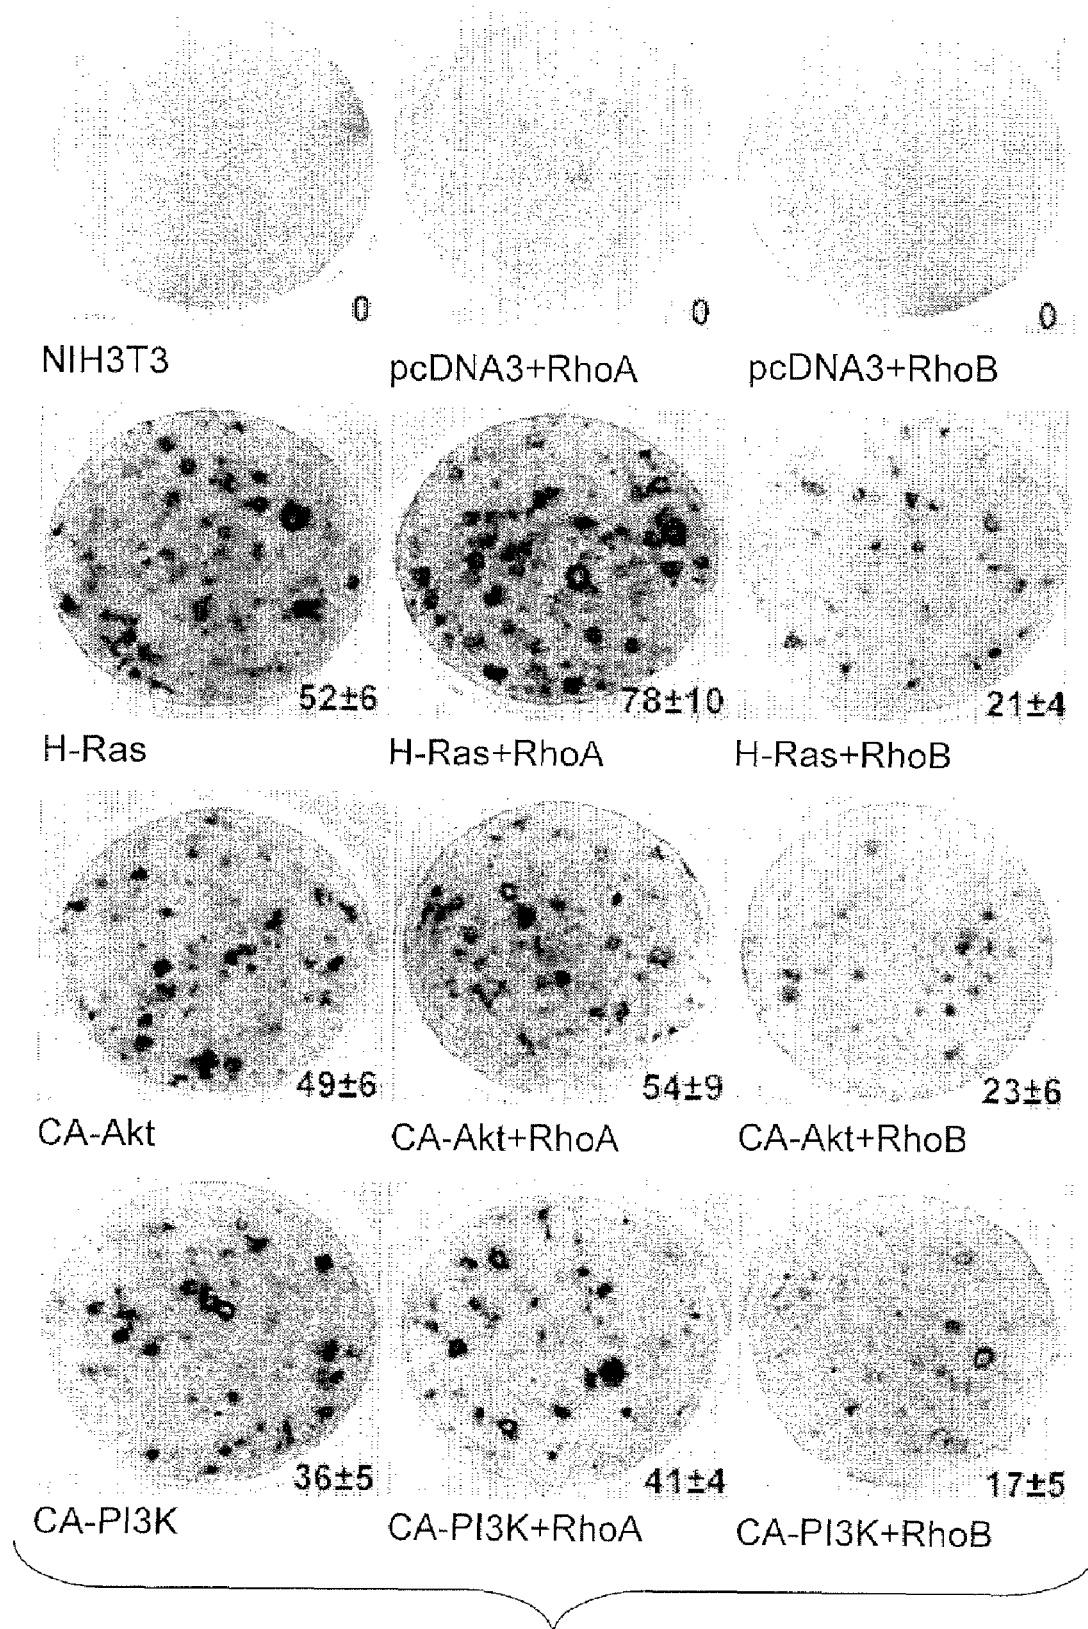 0 0 0
NIH3T3 pcDNA3+RhoA pcDNA3+RhoB
52±6 78±10 21±4
H-Ras H-Ras+RhoA H-Ras+RhoB
49±6 54±9 23±6
CA-Akt CA-Akt+RhoA CA-Akt+RhoB
36±5 41±4 17±5
CA-PI3K CA-PI3K+RhoA CA-PI3K+RhoB